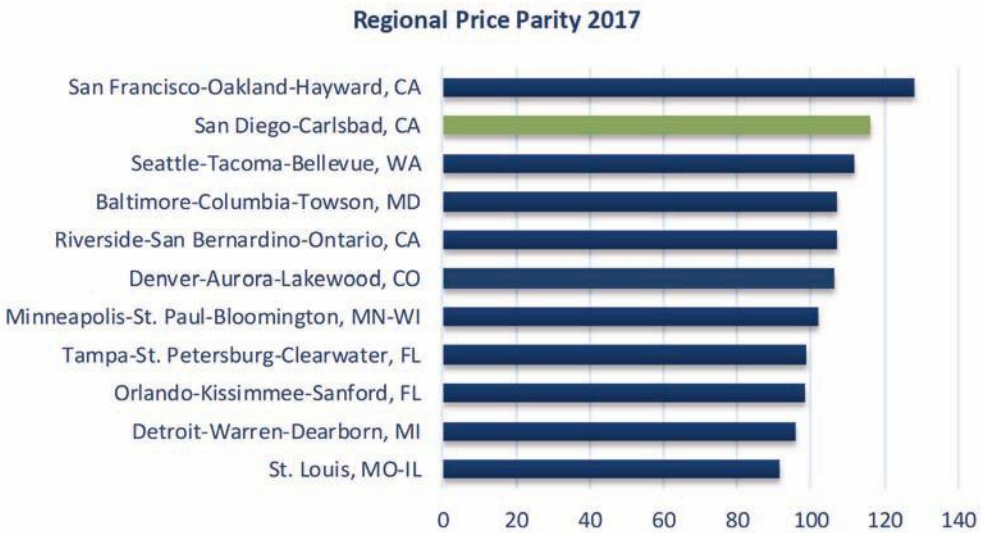 Regional Price Parity 2017
San Francisco-Oakland-Hayward, CA
San Diego-Carlsbad, CA
Seattle-Tacoma-Bellevue, WA
Baltimore-Columbia-Towson, MD
Riverside-San Bernardino-Ontario, CA
Denver-Aurora-Lakewood, CO
Minneapolis-St. Paul-Bloomington, MN-WI
Tampa-St. Petersburg-Clearwater, FL
Orlando-Kissimmee-Sanford, FL
Detroit-Warren-Dearborn, MI
St. Louis, MO-IL
0 20 40 60 80 100 120 140